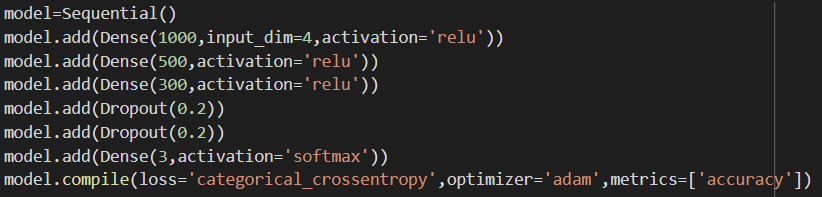 model=Sequential()
model.add(Dense(1000,input_dim=4,activation='relu'))
model.add(Dense(500,activation='relu'))
model.add(Dense(300,activation='relu'))
model.add(Dropout(0.2))
model.add(Dropout(0.2))
model.add(Dense(3,activation='softmax'))
model.compile(loss='categorical_crossentropy',optimizer='adam',metrics=['accuracy'])